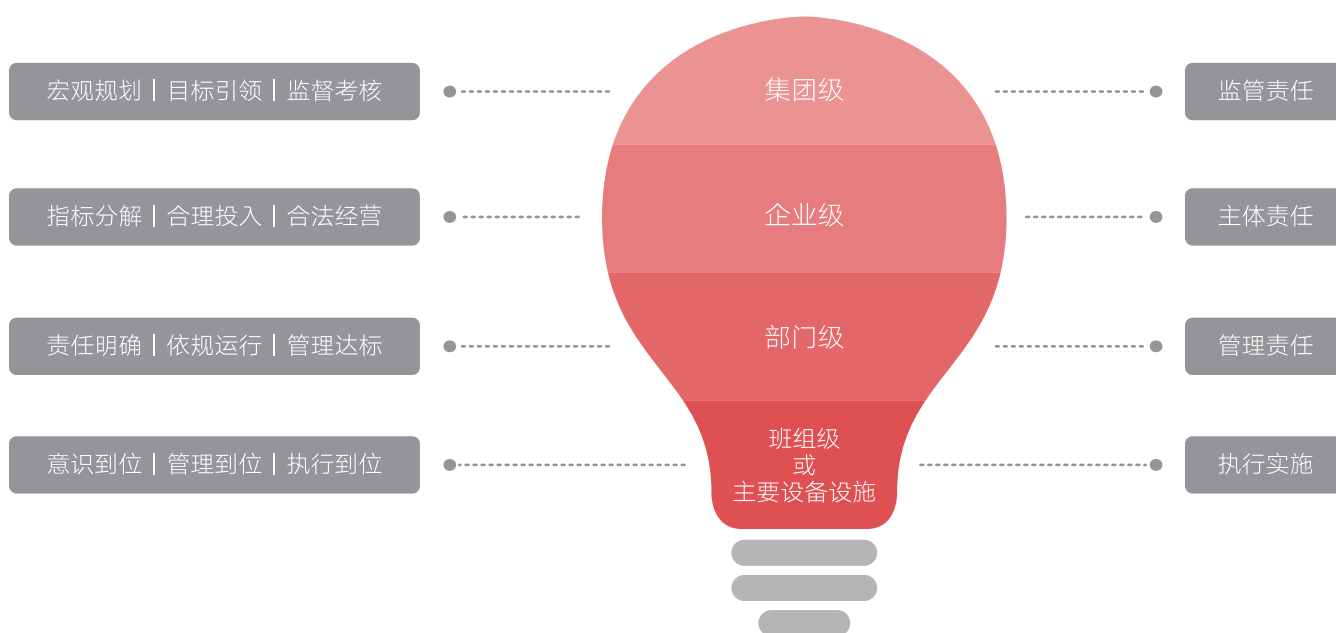 宏观规划 | 目标引领 | 监督考核
集团级
监管责任
指标分解 | 合理投入 | 合法经营
企业级
主体责任
责任明确 | 依规运行 | 管理达标
部门级
管理责任
意识到位 | 管理到位 | 执行到位
班组级
或
主要设备设施
执行实施